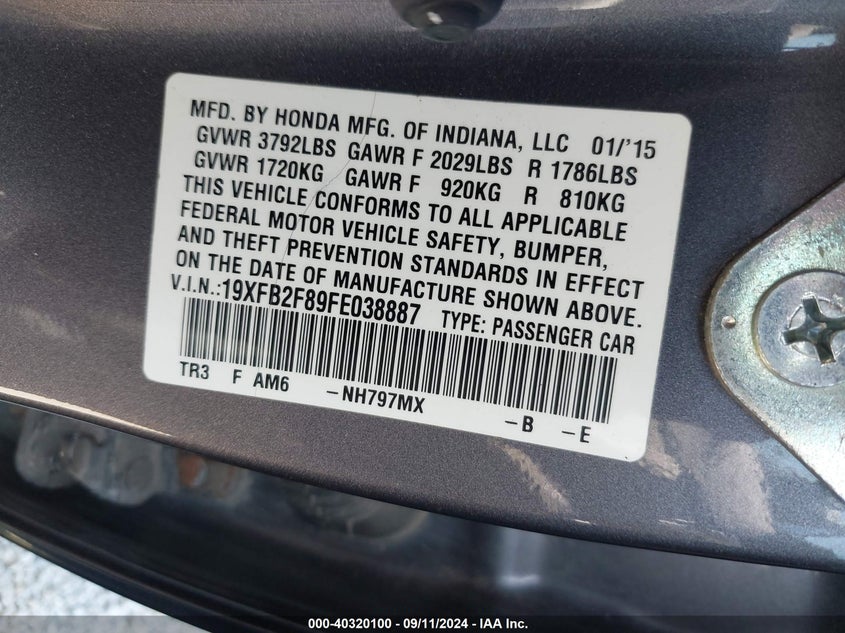 MFD. BY HONDA MFG. OF INDIANA, LLC 01/'15
GVWR 3792LBS GAWR F 2029LBS R 1786LBS
GVWR 1720KG GAWR F 920KG R 810KG
THIS VEHICLE CONFORMS TO ALL APPLICABLE
FEDERAL MOTOR VEHICLE SAFETY, BUMPER,
AND THEFT PREVENTION STANDARDS IN EFFECT
ON THE DATE OF MANUFACTURE SHOWN ABOVE.
V.I.N.:19XFB2F89FE038887 TYPE: PASSENGER CAR
TR3 F AM6 -NH797MX -B -E
000-40320100 - 09/11/2024 - IAA Inc.